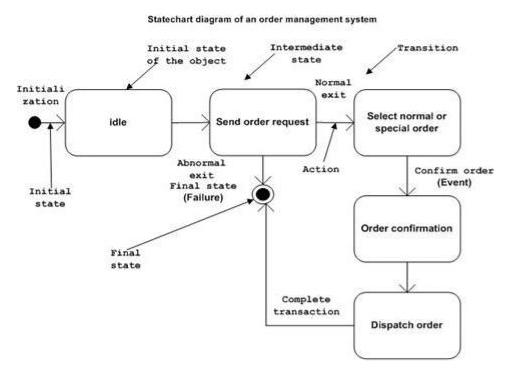 Statechart diagram of an order management system
Initial state
of the object
Intermediate
state
Transition
Initiali
zation
Normal
exit
idle
Send order request
Select normal or
special order
Abnormal
exit
Final state
(Failure)
Action
Confirm order
(Event)
Initial
state
Order confirmation
Final
state
Complete
transaction
Dispatch order